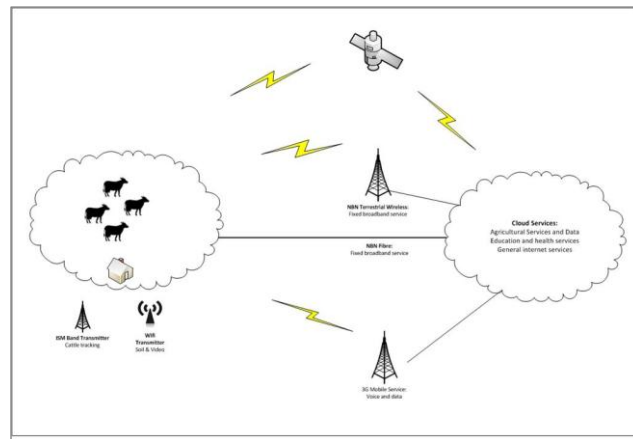 NBN Terrestrial Wireless:
Fixed broadband service
Cloud Services:
Agricultural Services and Data
Education and health services
General internet services
NBN Fibre:
Fixed broadband service
ISM Band Transmitter
Cattle tracking
Wifi
Transmitter
Soil & Video
3G Mobile Service:
Voice and data